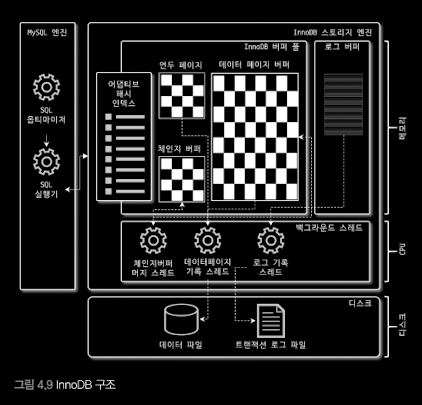 MySQL 엔진
InnoDB 스토리지 엔진
InnoDB 버퍼 풀
로그 버퍼
언두 페이지
데이터 페이지 버퍼
어댑티브
해시
인덱스
SQL
옵티마이저
체인지 버퍼
SQL
실행기
메모리
백그라운드 스레드
체인지버퍼
머지 스레드
데이터페이지
기록 스레드
로그 기록
스레드
CPU
디스크
데이터 파일
트랜잭션 로그 파일
디스크
그림 4.9 InnoDB 구조